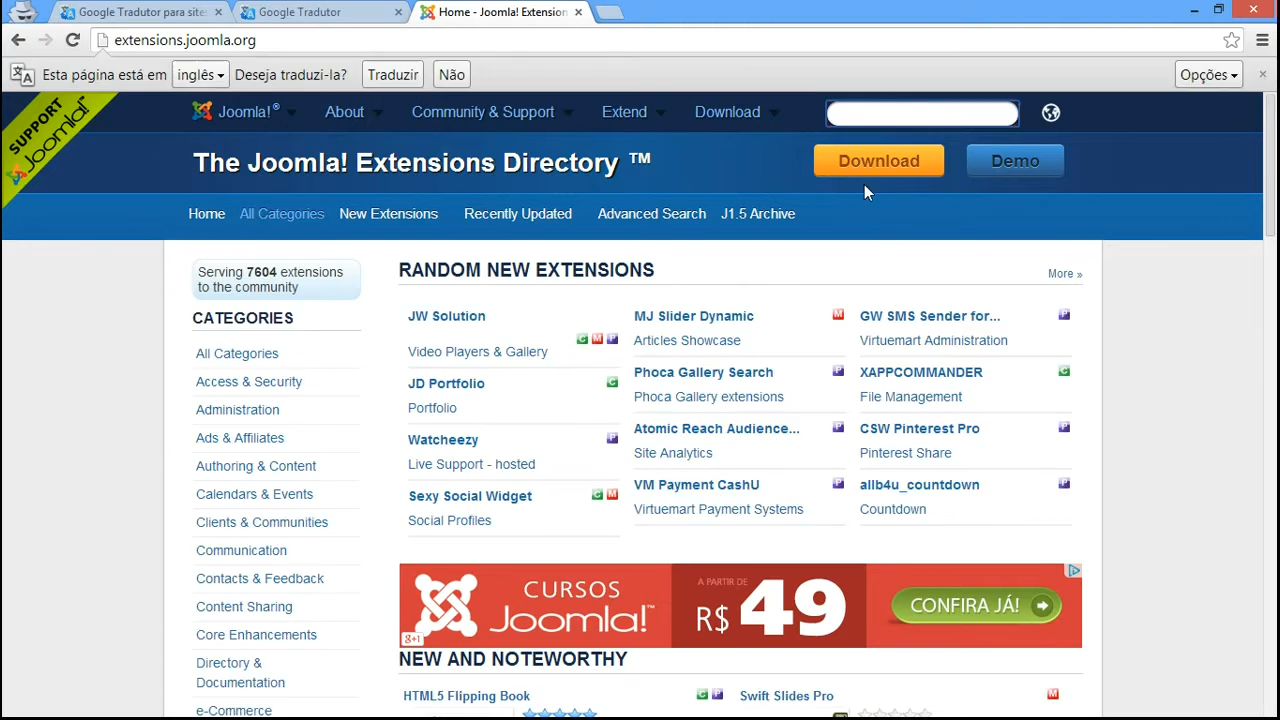 Google Tradutor para sites
Google Tradutor
Home - Joomla! Extension
extensions.joomla.org
Esta página está em inglês Deseja traduzi-la? Traduzir Não Opções
SUPPORT
Joomla!
Joomla!® About Community & Support Extend Download
The Joomla! Extensions Directory ™
Download Demo
Home All Categories New Extensions Recently Updated Advanced Search J1.5 Archive
Serving 7604 extensions
to the community
CATEGORIES
All Categories
Access & Security
Administration
Ads & Affiliates
Authoring & Content
Calendars & Events
Clients & Communities
Communication
Contacts & Feedback
Content Sharing
Core Enhancements
Directory &
Documentation
e-Commerce
RANDOM NEW EXTENSIONS
More »
JW Solution
C M P
Video Players & Gallery
JD Portfolio C
Portfolio
Watcheezy P
Live Support - hosted
Sexy Social Widget C M
Social Profiles
MJ Slider Dynamic M
Articles Showcase
Phoca Gallery Search P
Phoca Gallery extensions
Atomic Reach Audience... P
Site Analytics
VM Payment CashU P
Virtuemart Payment Systems
GW SMS Sender for... P
Virtuemart Administration
XAPPCOMMANDER C
File Management
CSW Pinterest Pro P
Pinterest Share
allb4u_countdown P
Countdown
CURSOS
Joomla!™
A PARTIR DE
R$ 49
CONFIRA JÁ!
g+1
NEW AND NOTEWORTHY
HTML5 Flipping Book C P
Swift Slides Pro M